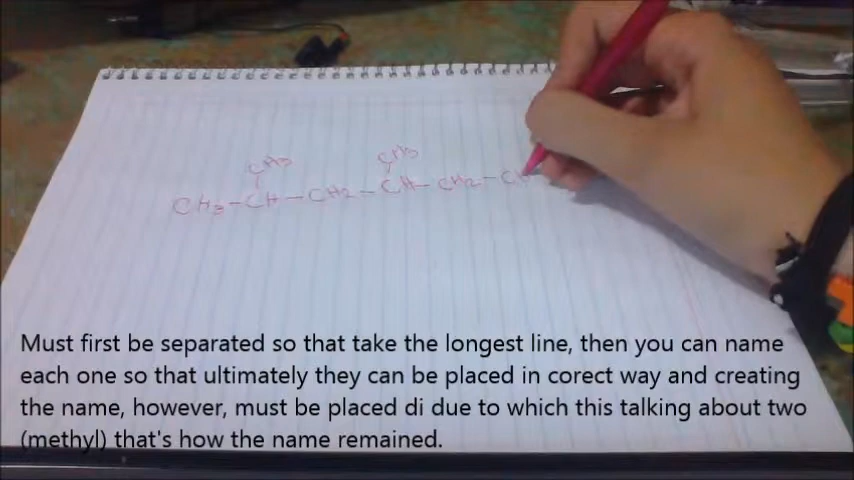 CH3 CH3
CH3-CH-CH2-CH-CH2-CH
Must first be separated so that take the longest line, then you can name
each one so that ultimately they can be placed in corect way and creating
the name, however, must be placed di due to which this talking about two
(methyl) that's how the name remained.